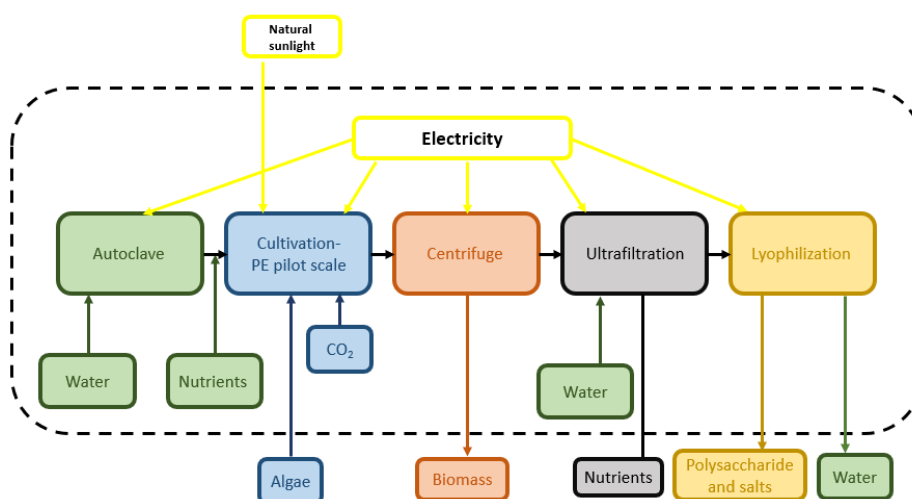 Natural
sunlight
Electricity
Autoclave
Cultivation-
PE pilot scale
Centrifuge
Ultrafiltration
Lyophilization
CO₂
Water
Nutrients
Water
Algae
Biomass
Nutrients
Polysaccharide
and salts
Water